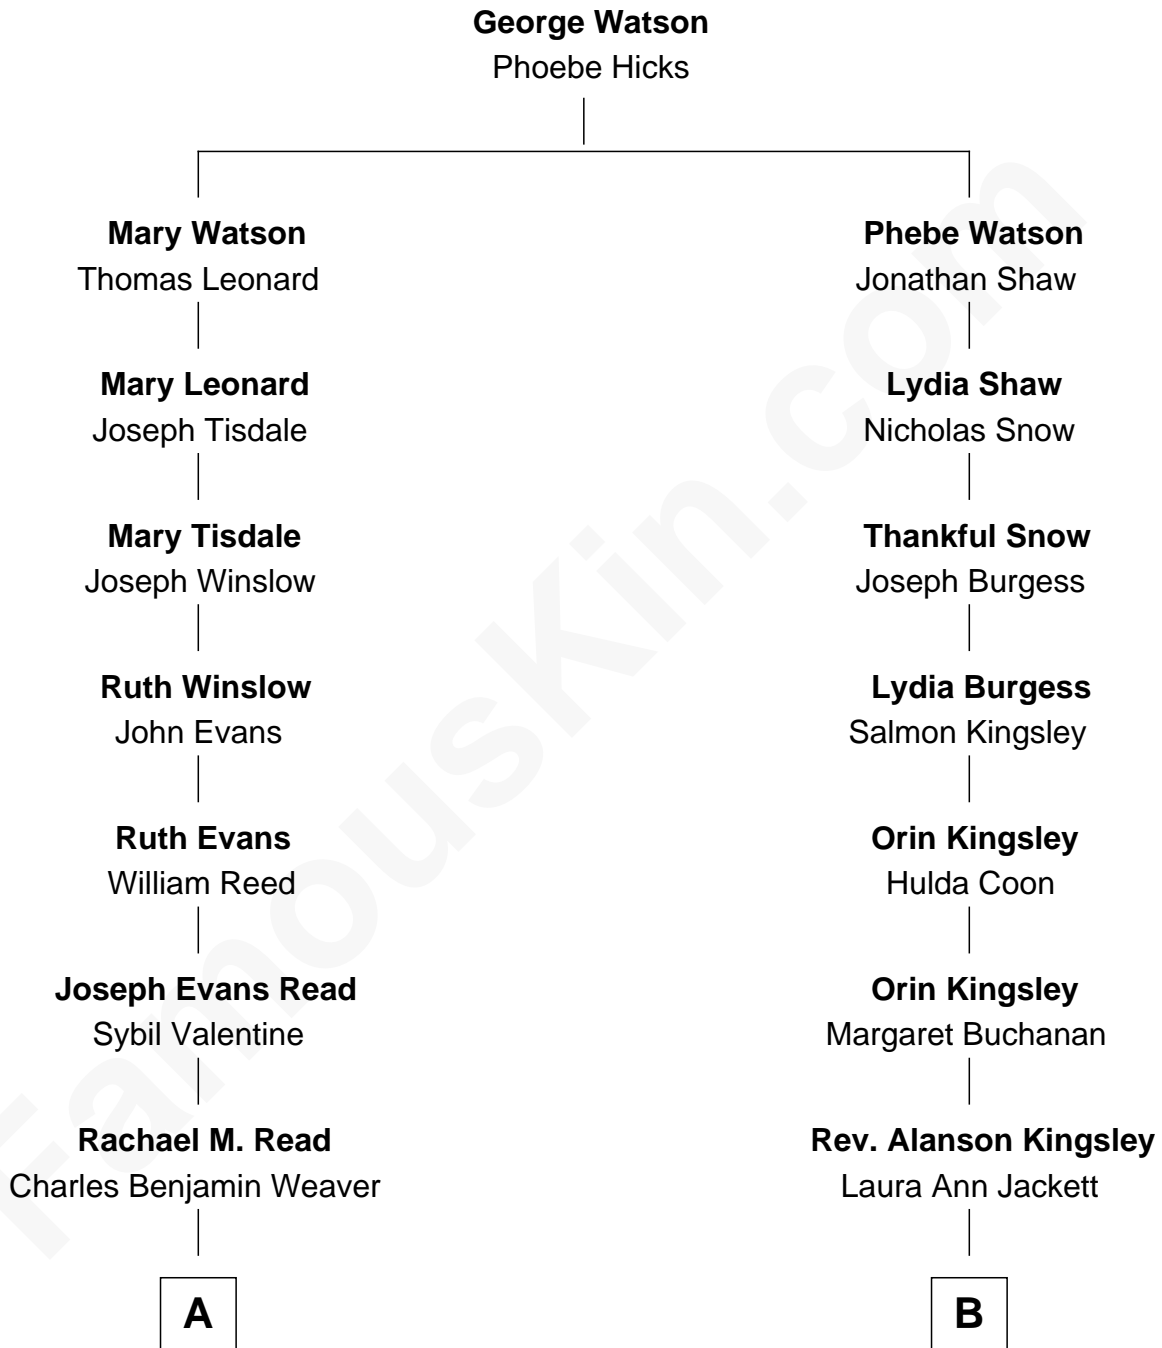 George Watson
Phoebe Hicks
Mary Watson
Thomas Leonard
Phebe Watson
Jonathan Shaw
Mary Leonard
Joseph Tisdale
Lydia Shaw
Nicholas Snow
Mary Tisdale
Joseph Winslow
Thankful Snow
Joseph Burgess
Ruth Winslow
John Evans
Lydia Burgess
Salmon Kingsley
Ruth Evans
William Reed
Orin Kingsley
Hulda Coon
Joseph Evans Read
Sybil Valentine
Orin Kingsley
Margaret Buchanan
Rachael M. Read
Charles Benjamin Weaver
Rev. Alanson Kingsley
Laura Ann Jackett
A
B
FamousKin.com